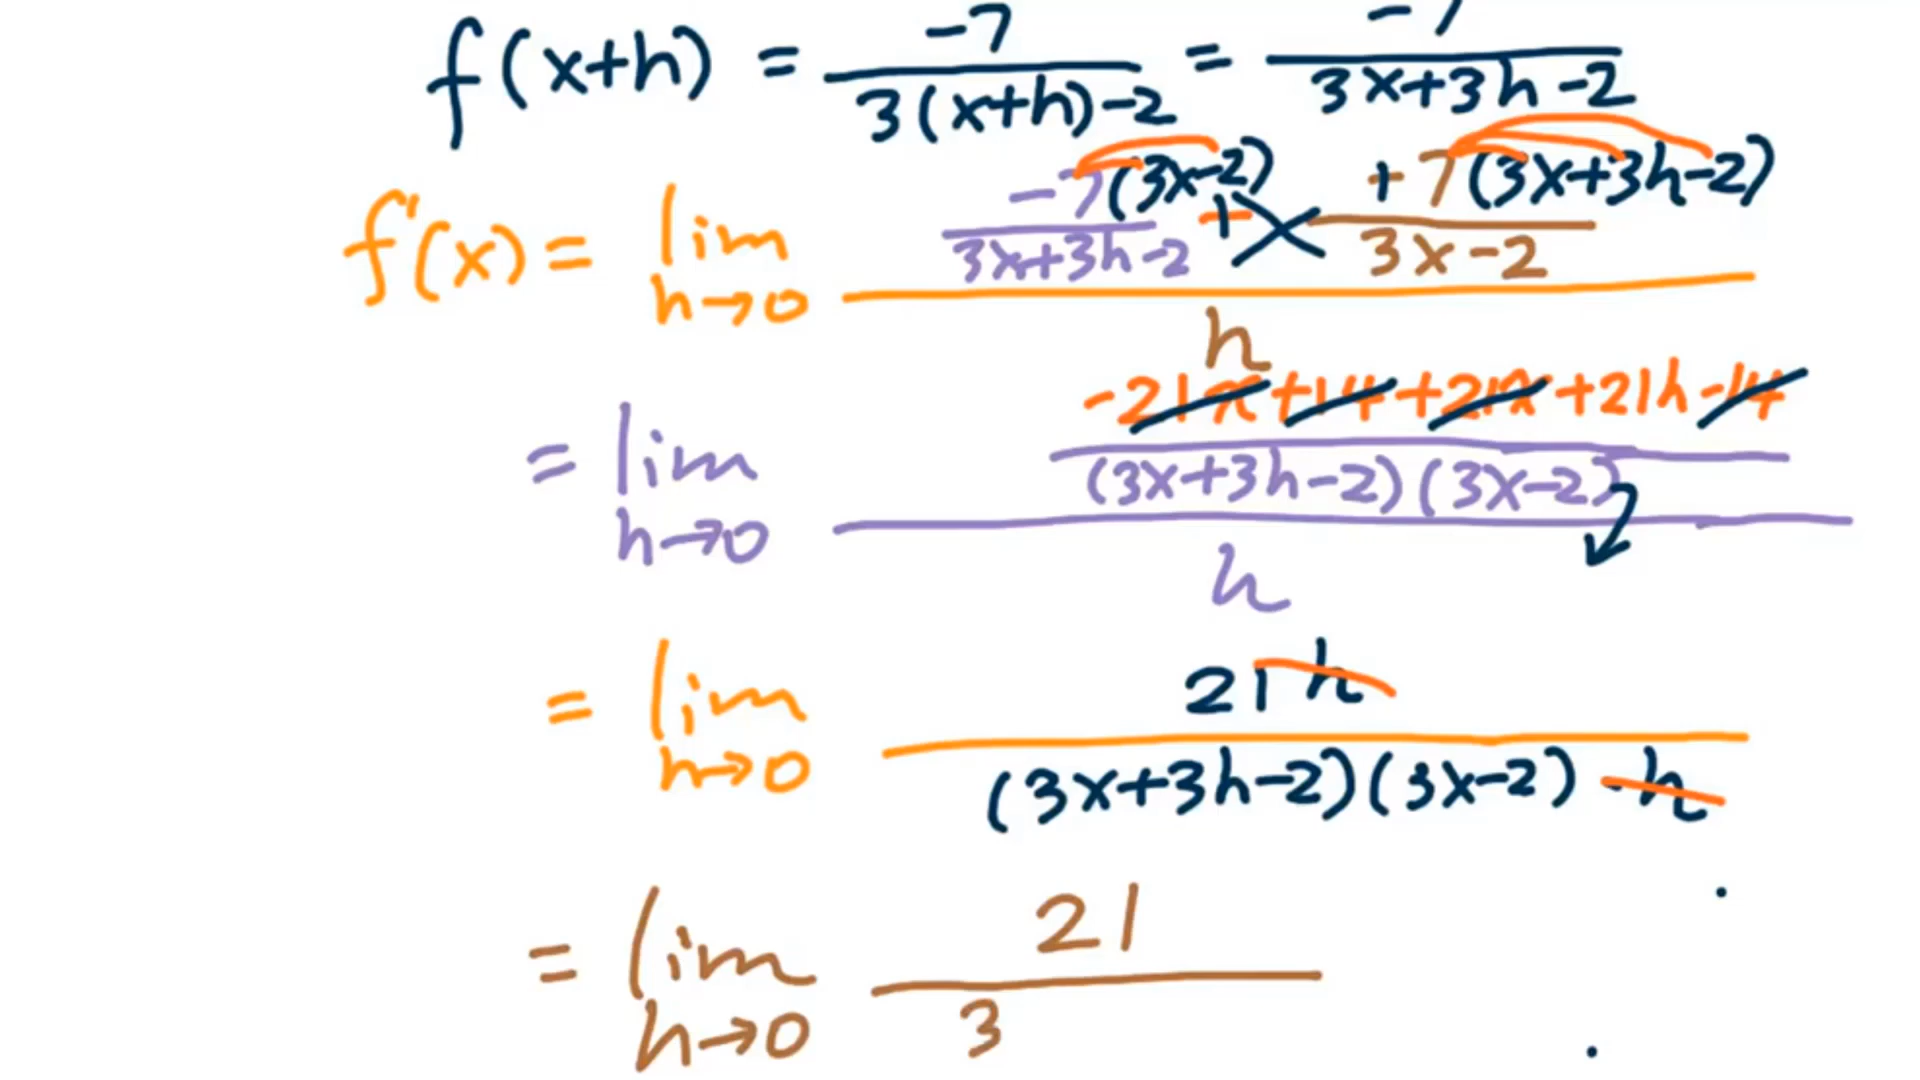 f(x+h) = -7/(3(x+h)-2) = -7/(3x+3h-2)
f'(x) = lim h→0 (-7(3x-2)/(3x+3h-2) + +7(3x+3h-2)/(3x-2))/h
= lim h→0 ((-21x+14+21x+21h-14)/((3x+3h-2)(3x-2)))/h
= lim h→0 21h/((3x+3h-2)(3x-2)·h)
= lim h→0 21/3